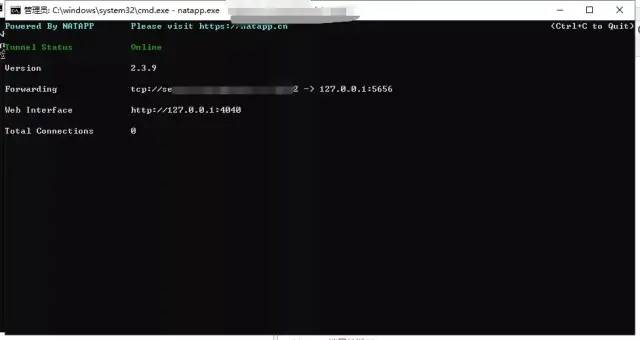 管理员: C:\windows\system32\cmd.exe - natapp.exe
Powered By NATAPP Please visit https://natapp.cn (Ctrl+C to Quit)
Tunnel Status Online
Version 2.3.9
Forwarding tcp://se 2 -> 127.0.0.1:5656
Web Interface http://127.0.0.1:4040
Total Connections 0